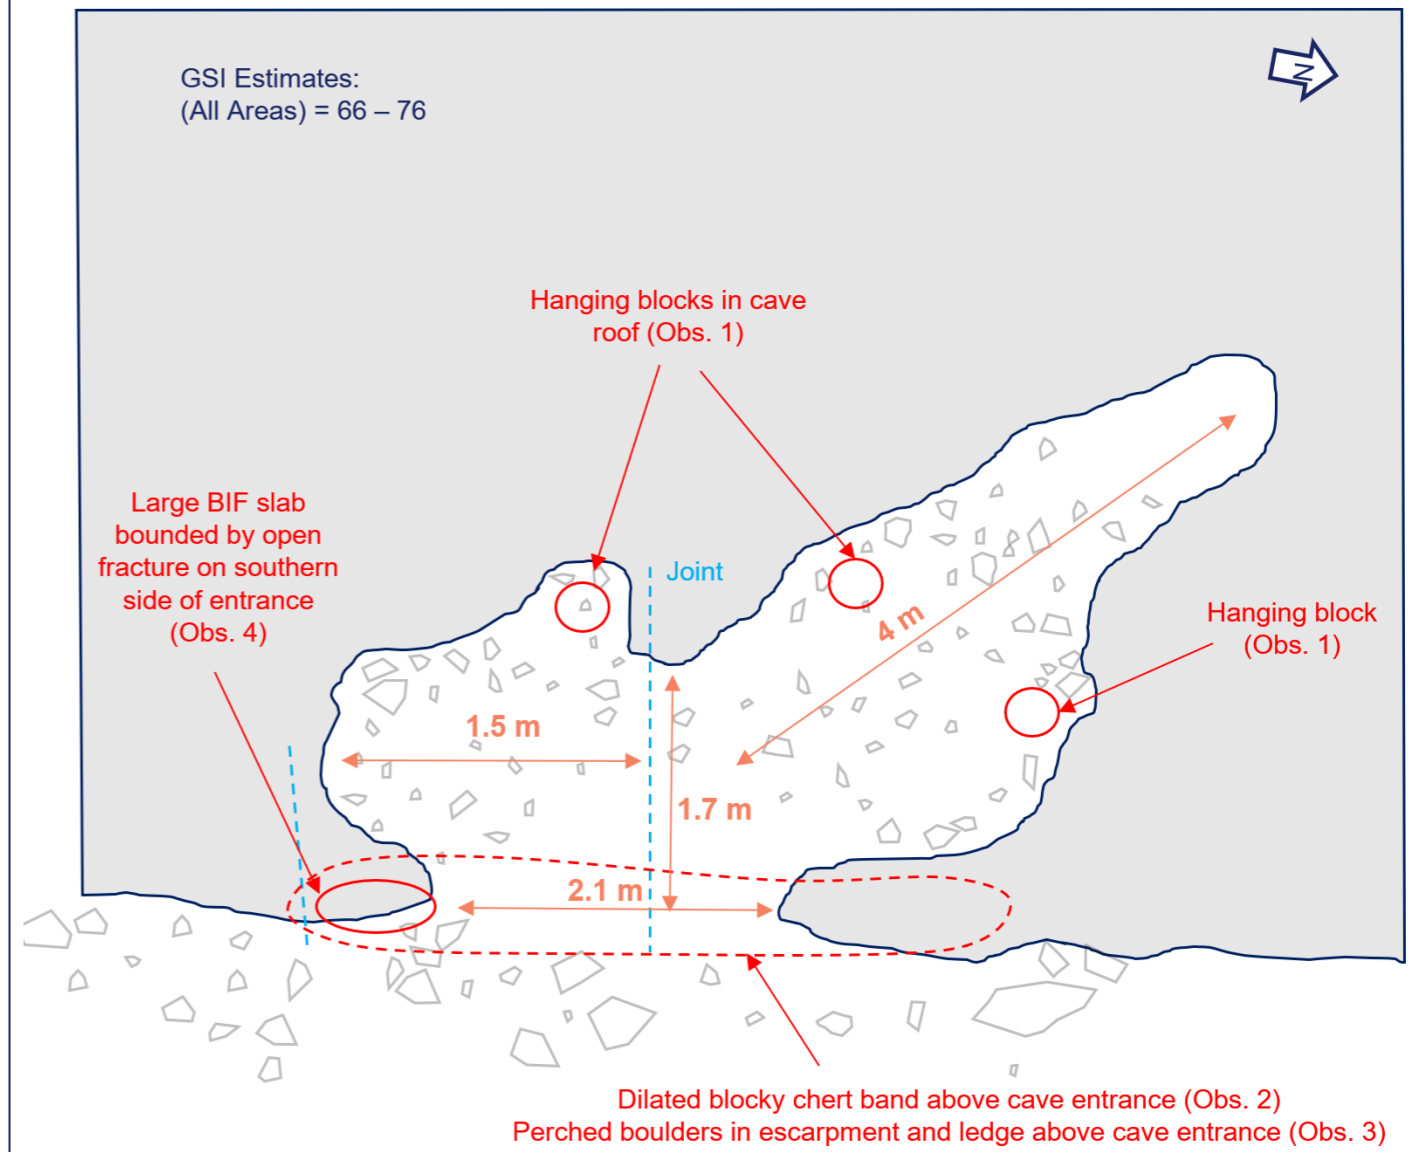 GSI Estimates:
(All Areas) = 66 – 76
N
Hanging blocks in cave
roof (Obs. 1)
Large BIF slab
bounded by open
fracture on southern
side of entrance
(Obs. 4)
Joint
Hanging block
(Obs. 1)
4 m
1.5 m
1.7 m
2.1 m
Dilated blocky chert band above cave entrance (Obs. 2)
Perched boulders in escarpment and ledge above cave entrance (Obs. 3)